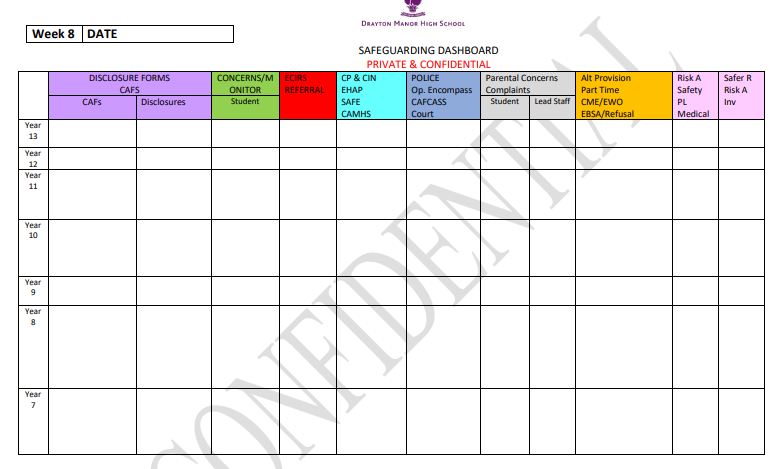 DRAYTON MANOR HIGH SCHOOL
Week 8 DATE
SAFEGUARDING DASHBOARD
PRIVATE & CONFIDENTIAL
DISCLOSURE FORMS
CAFS
CAFs Disclosures
CONCERNS/M
ONITOR
Student
ECIRS
REFERRAL
CP & CIN
EHAP
SAFE
CAMHS
POLICE
Op. Encompass
CAFCASS
Court
Parental Concerns
Complaints
Student Lead Staff
Alt Provision
Part Time
CME/EWO
EBSA/Refusal
Risk A
Safety
PL
Medical
Safer R
Risk A
Inv
Year
13
Year
12
Year
11
Year
10
Year
9
Year
8
Year
7
CONFIDENTIAL